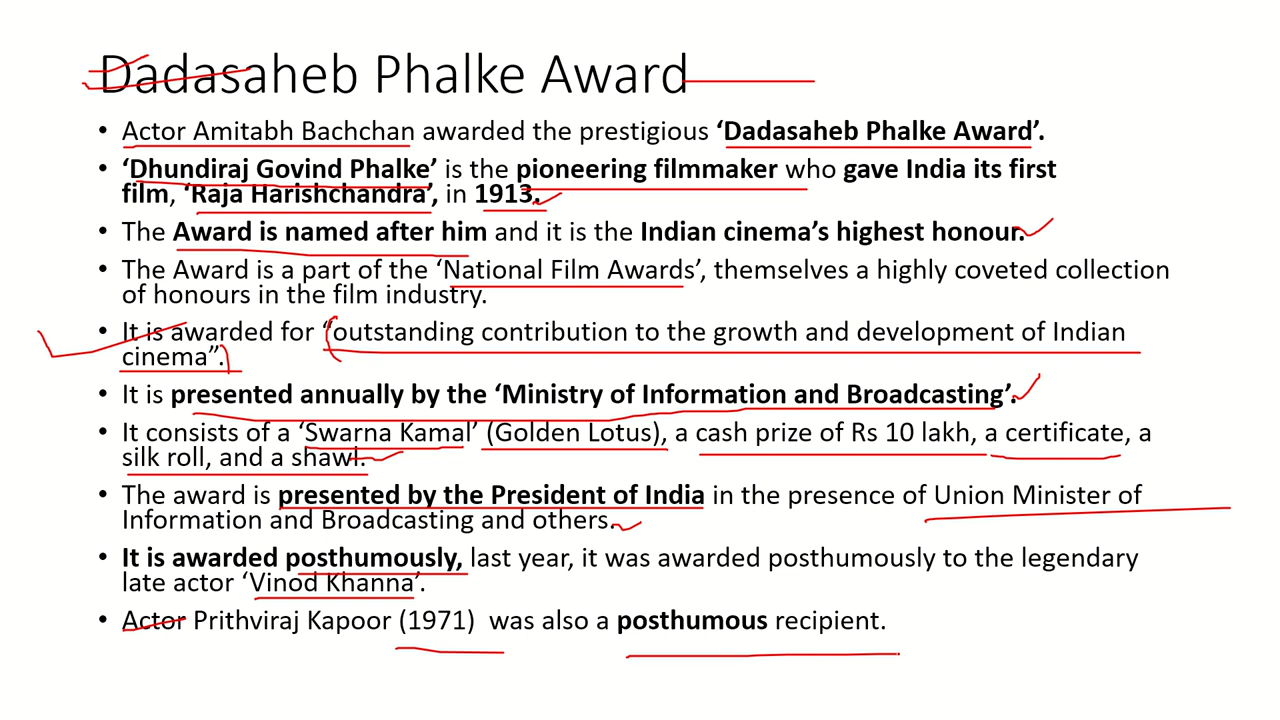 Dadasaheb Phalke Award
• Actor Amitabh Bachchan awarded the prestigious ‘Dadasaheb Phalke Award’.
• ‘Dhundiraj Govind Phalke’ is the pioneering filmmaker who gave India its first
film, ‘Raja Harishchandra’, in 1913.
• The Award is named after him and it is the Indian cinema’s highest honour.
• The Award is a part of the ‘National Film Awards’, themselves a highly coveted collection
of honours in the film industry.
• It is awarded for “outstanding contribution to the growth and development of Indian
cinema”.
• It is presented annually by the ‘Ministry of Information and Broadcasting’.
• It consists of a ‘Swarna Kamal’ (Golden Lotus), a cash prize of Rs 10 lakh, a certificate, a
silk roll, and a shawl.
• The award is presented by the President of India in the presence of Union Minister of
Information and Broadcasting and others.
• It is awarded posthumously, last year, it was awarded posthumously to the legendary
late actor ‘Vinod Khanna’.
• Actor Prithviraj Kapoor (1971) was also a posthumous recipient.